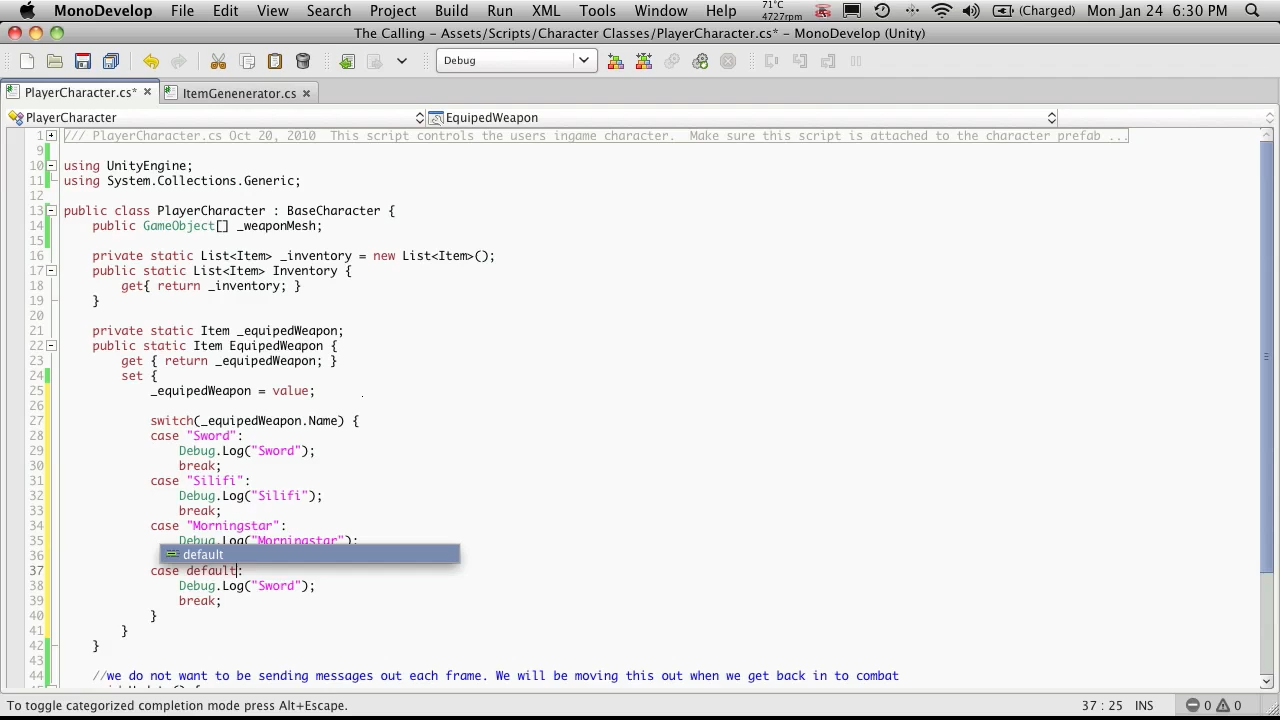 MonoDevelop File Edit View Search Project Build Run XML Tools Window Help 71°C 4727rpm (Charged) Mon Jan 24 6:30 PM
The Calling - Assets/Scripts/Character Classes/PlayerCharacter.cs* - MonoDevelop (Unity)
Debug
PlayerCharacter.cs* ItemGenenerator.cs
PlayerCharacter EquipedWeapon
1 /// PlayerCharacter.cs Oct 20, 2010  This script controls the users ingame character.  Make sure this script is attached to the character prefab ...
9
10 using UnityEngine;
11 using System.Collections.Generic;
12
13 public class PlayerCharacter : BaseCharacter {
14 public GameObject[] _weaponMesh;
15
16 private static List<Item> _inventory = new List<Item>();
17 public static List<Item> Inventory {
18 get{ return _inventory; }
19 }
20
21 private static Item _equipedWeapon;
22 public static Item EquipedWeapon {
23 get { return _equipedWeapon; }
24 set {
25 _equipedWeapon = value;
26
27 switch(_equipedWeapon.Name) {
28 case "Sword":
29 Debug.Log("Sword");
30 break;
31 case "Silifi":
32 Debug.Log("Silifi");
33 break;
34 case "Morningstar":
35 Debug.Log("Morningstar");
36 default
37 case default:
38 Debug.Log("Sword");
39 break;
40 }
41 }
42 }
43
44 //we do not want to be sending messages out each frame. We will be moving this out when we get back in to combat
To toggle categorized completion mode press Alt+Escape. 37 : 25 INS 0 0